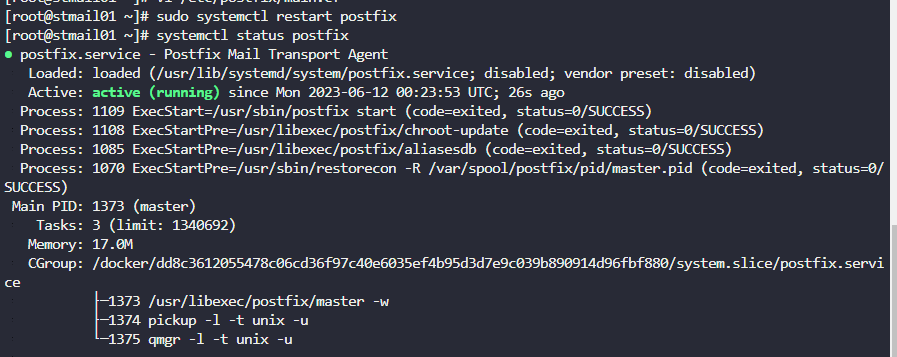 [root@stmail01 ~]# sudo systemctl restart postfix
[root@stmail01 ~]# systemctl status postfix
● postfix.service - Postfix Mail Transport Agent
   Loaded: loaded (/usr/lib/systemd/system/postfix.service; disabled; vendor preset: disabled)
   Active: active (running) since Mon 2023-06-12 00:23:53 UTC; 26s ago
  Process: 1109 ExecStart=/usr/sbin/postfix start (code=exited, status=0/SUCCESS)
  Process: 1108 ExecStartPre=/usr/libexec/postfix/chroot-update (code=exited, status=0/SUCCESS)
  Process: 1085 ExecStartPre=/usr/libexec/postfix/aliasesdb (code=exited, status=0/SUCCESS)
  Process: 1070 ExecStartPre=/usr/sbin/restorecon -R /var/spool/postfix/pid/master.pid (code=exited, status=0/
SUCCESS)
 Main PID: 1373 (master)
    Tasks: 3 (limit: 1340692)
   Memory: 17.0M
   CGroup: /docker/dd8c3612055478c06cd36f97c40e6035ef4b95d3d7e9c039b890914d96fbf880/system.slice/postfix.servi
ce
           ├─1373 /usr/libexec/postfix/master -w
           ├─1374 pickup -l -t unix -u
           └─1375 qmgr -l -t unix -u